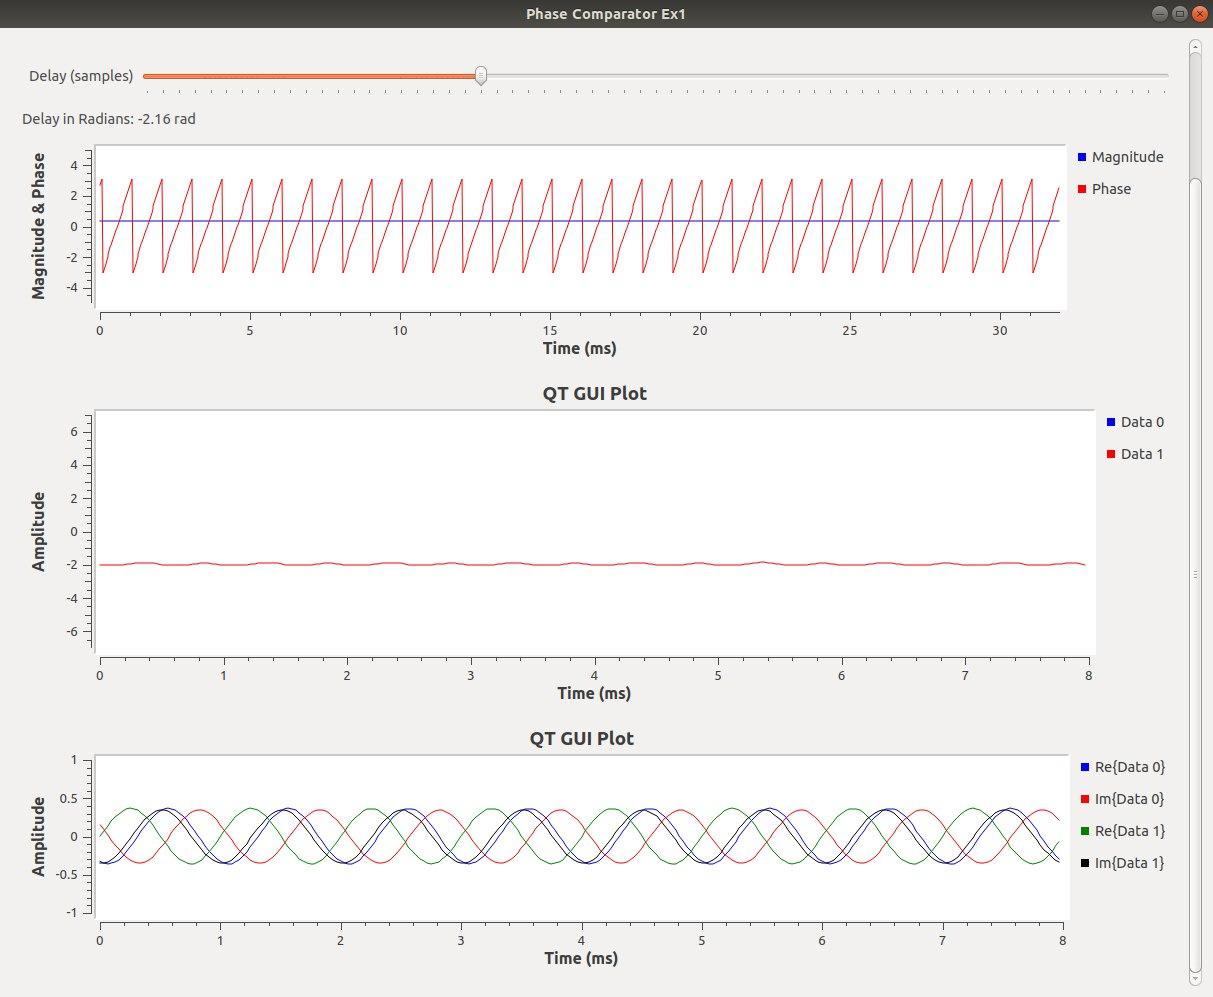 Phase Comparator Ex1
Delay (samples)
Delay in Radians: -2.16 rad
Magnitude & Phase
4
2
0
-2
-4
0 5 10 15 20 25 30
Time (ms)
Magnitude
Phase
QT GUI Plot
Amplitude
6
4
2
0
-2
-4
-6
0 1 2 3 4 5 6 7 8
Time (ms)
Data 0
Data 1
QT GUI Plot
Amplitude
1
0.5
0
-0.5
-1
0 1 2 3 4 5 6 7 8
Time (ms)
Re{Data 0}
Im{Data 0}
Re{Data 1}
Im{Data 1}